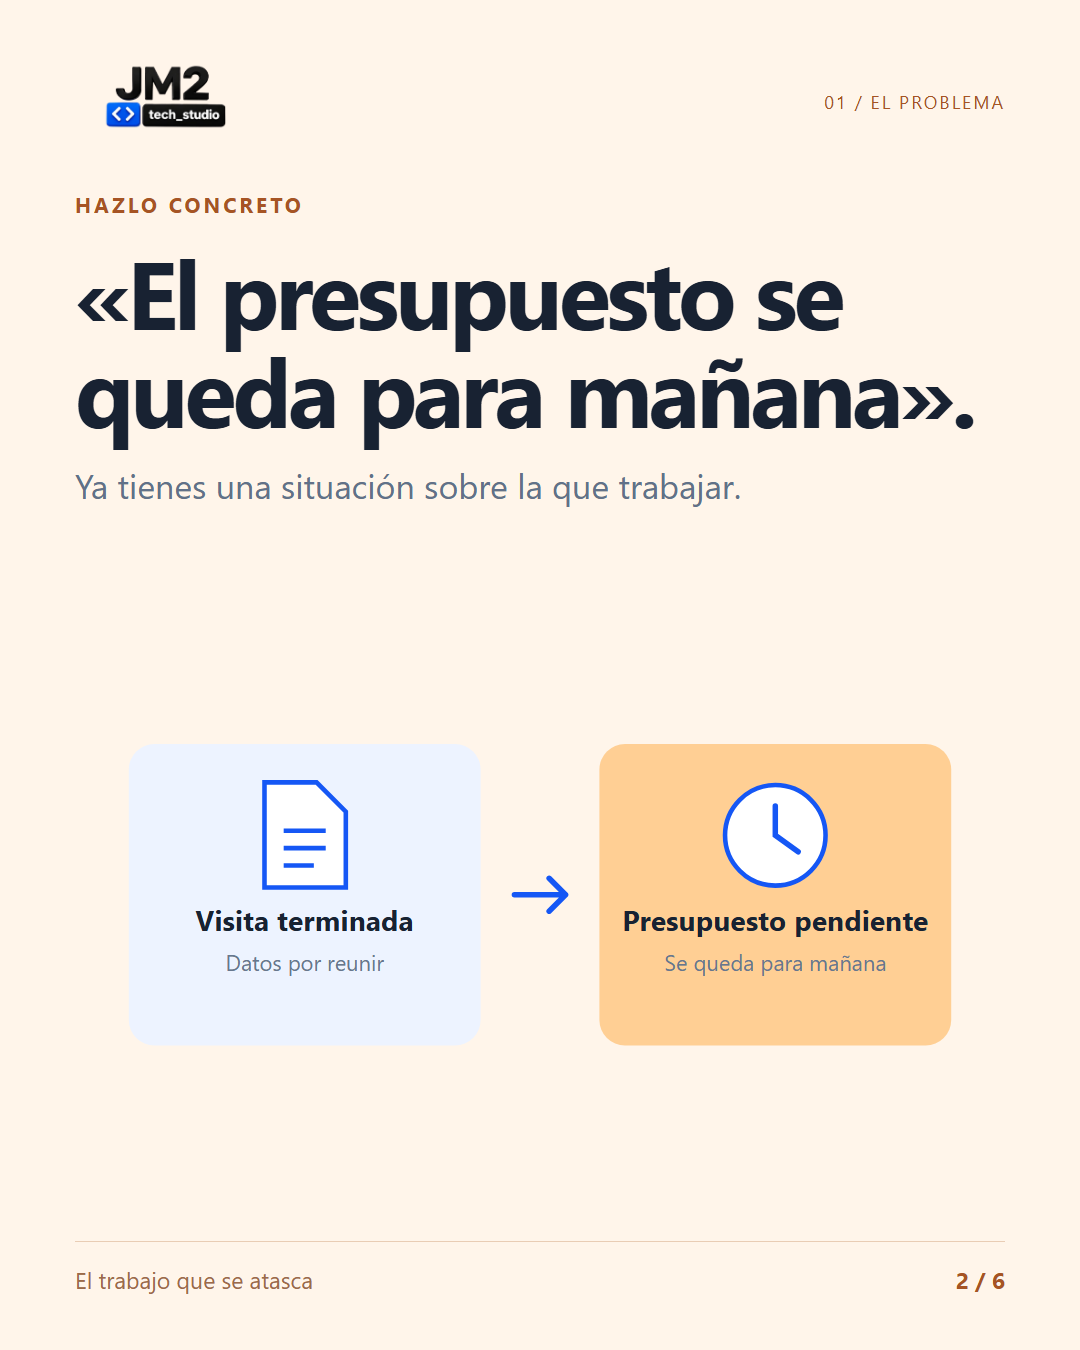 JM2
<> tech_studio
01 / EL PROBLEMA
HAZLO CONCRETO
«El presupuesto se
queda para mañana».
Ya tienes una situación sobre la que trabajar.
Visita terminada
Datos por reunir
Presupuesto pendiente
Se queda para mañana
El trabajo que se atasca
2 / 6